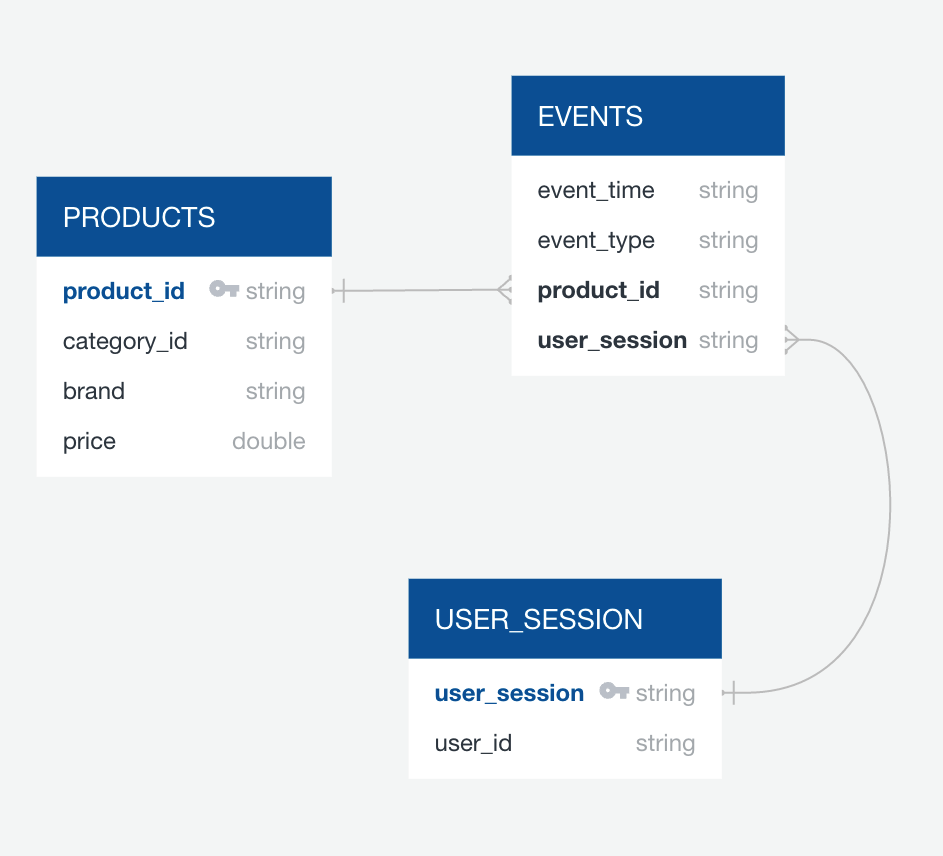 PRODUCTS
product_id string
category_id string
brand string
price double
EVENTS
event_time string
event_type string
product_id string
user_session string
USER_SESSION
user_session string
user_id string